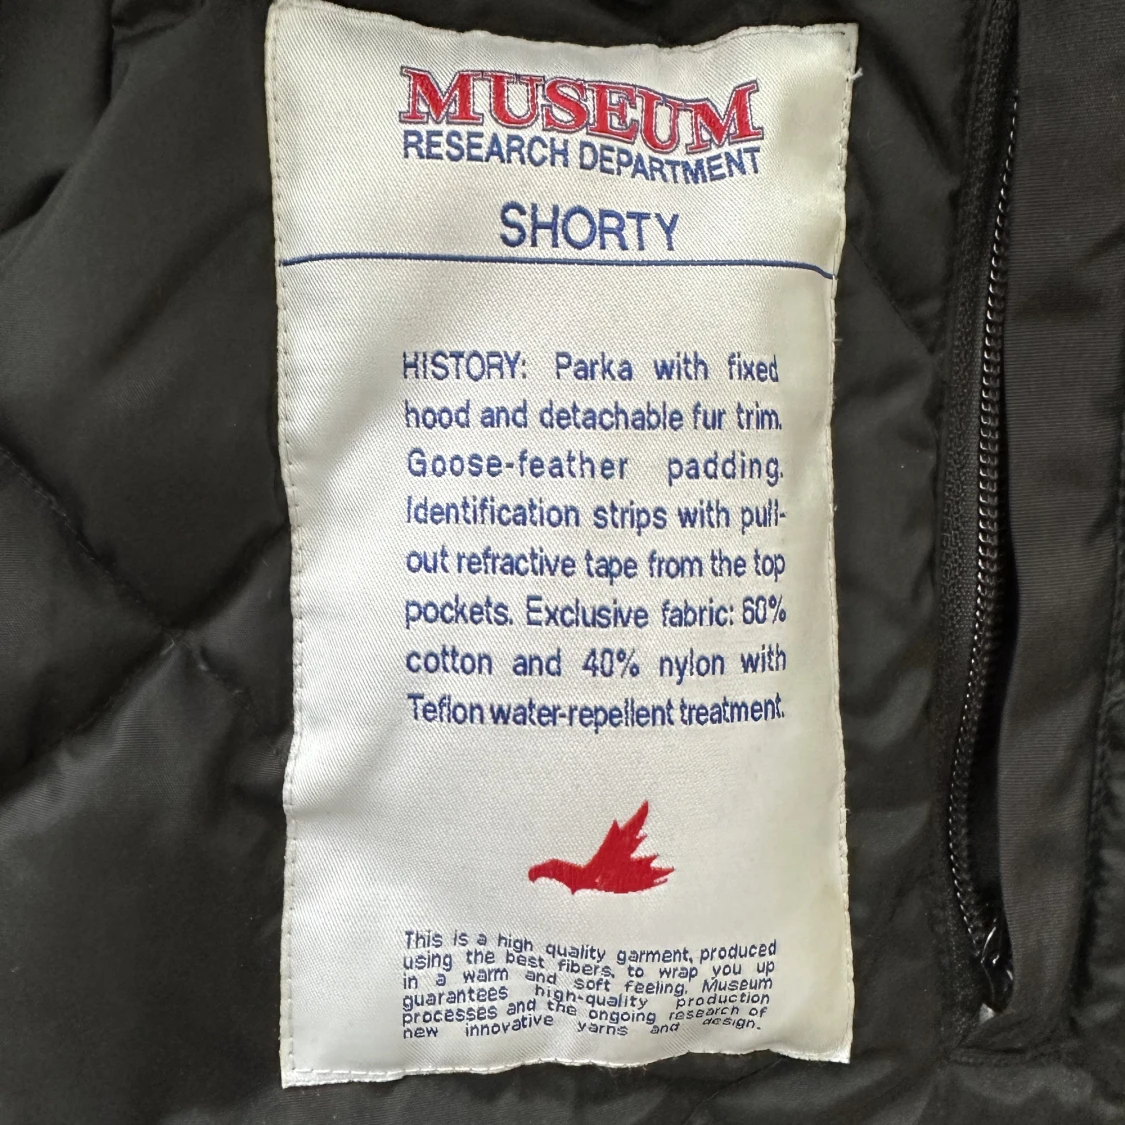 MUSEUM
RESEARCH DEPARTMENT
SHORTY
HISTORY: Parka with fixed
hood and detachable fur trim.
Goose-feather padding.
Identification strips with pull-
out refractive tape from the top
pockets. Exclusive fabric: 60%
cotton and 40% nylon with
Teflon water-repellent treatment.
This is a high quality garment, produced
using the best fibers, to wrap you up
in a warm and soft feeling. Museum
guarantees high-quality production
processes and the ongoing research of
new innovative yarns and design.